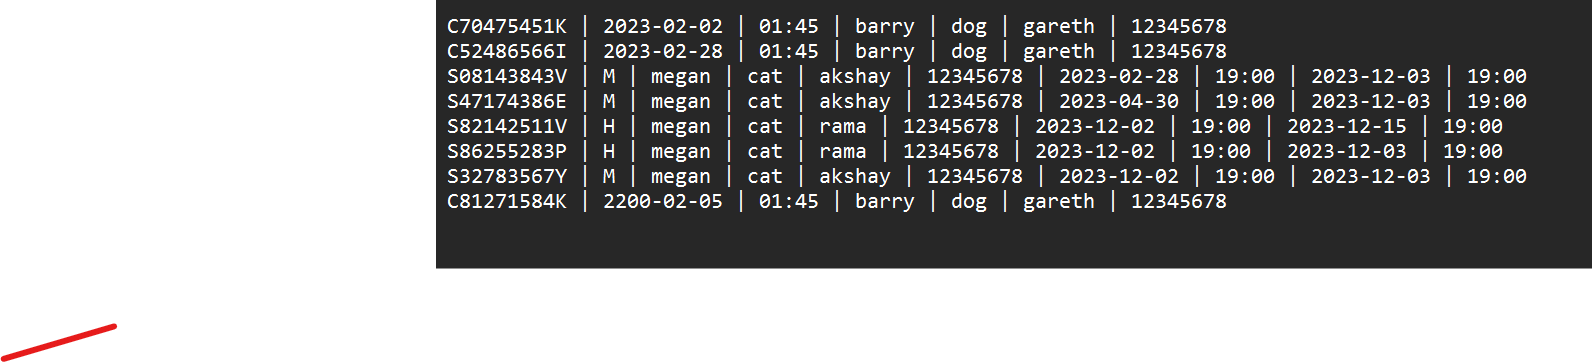 C70475451K | 2023-02-02 | 01:45 | barry | dog | gareth | 12345678
C52486566I | 2023-02-28 | 01:45 | barry | dog | gareth | 12345678
S08143843V | M | megan | cat | akshay | 12345678 | 2023-02-28 | 19:00 | 2023-12-03 | 19:00
S47174386E | M | megan | cat | akshay | 12345678 | 2023-04-30 | 19:00 | 2023-12-03 | 19:00
S82142511V | H | megan | cat | rama | 12345678 | 2023-12-02 | 19:00 | 2023-12-15 | 19:00
S86255283P | H | megan | cat | rama | 12345678 | 2023-12-02 | 19:00 | 2023-12-03 | 19:00
S32783567Y | M | megan | cat | akshay | 12345678 | 2023-12-02 | 19:00 | 2023-12-03 | 19:00
C81271584K | 2200-02-05 | 01:45 | barry | dog | gareth | 12345678